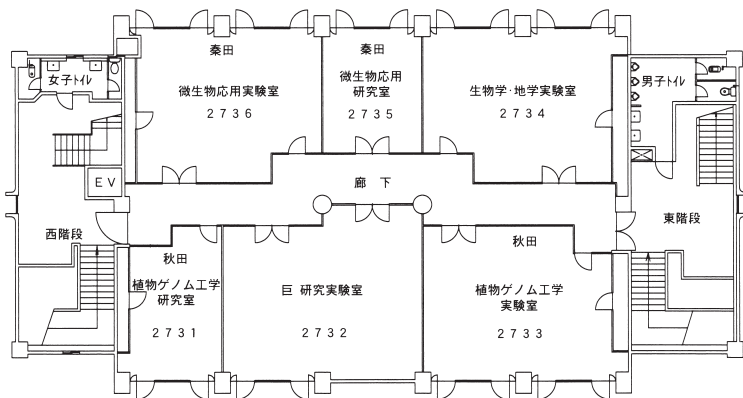 秦田
微生物応用実験室
2736
秦田
微生物応用
研究室
2735
生物学・地学実験室
2734
女子トイレ
男子トイレ
EV
廊 下
西階段
東階段
秋田
植物ゲノム工学
研究室
2731
巨 研究実験室
2732
秋田
植物ゲノム工学
実験室
2733